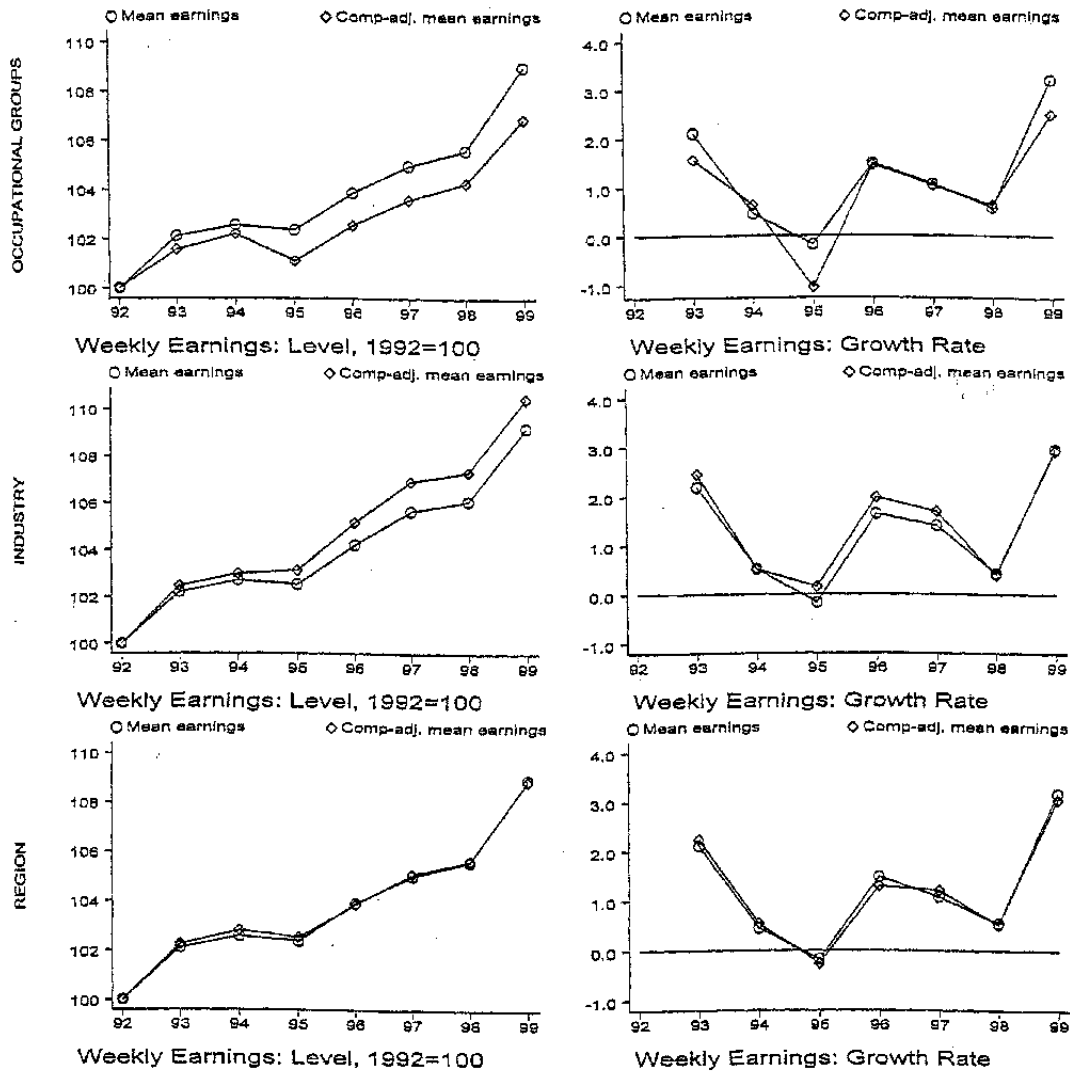 Mean earnings Comp-adj. mean earnings Mean earnings Comp-adj. mean earnings
OCCUPATIONAL GROUPS
110
108
106
104
102
100
92 93 94 95 96 97 98 99
Weekly Earnings: Level, 1992=100
4.0
3.0
2.0
1.0
0.0
-1.0
92 93 94 95 96 97 98 99
Weekly Earnings: Growth Rate
Mean earnings Comp-adj. mean earnings Mean earnings Comp-adj. mean earnings
INDUSTRY
110
108
106
104
102
100
92 93 94 95 96 97 98 99
Weekly Earnings: Level, 1992=100
4.0
3.0
2.0
1.0
0.0
-1.0
92 93 94 95 96 97 98 99
Weekly Earnings: Growth Rate
Mean earnings Comp-adj. mean earnings Mean earnings Comp-adj. mean earnings
REGION
110
108
106
104
102
100
92 93 94 95 96 97 98 99
Weekly Earnings: Level, 1992=100
4.0
3.0
2.0
1.0
0.0
-1.0
92 93 94 95 96 97 98 99
Weekly Earnings: Growth Rate